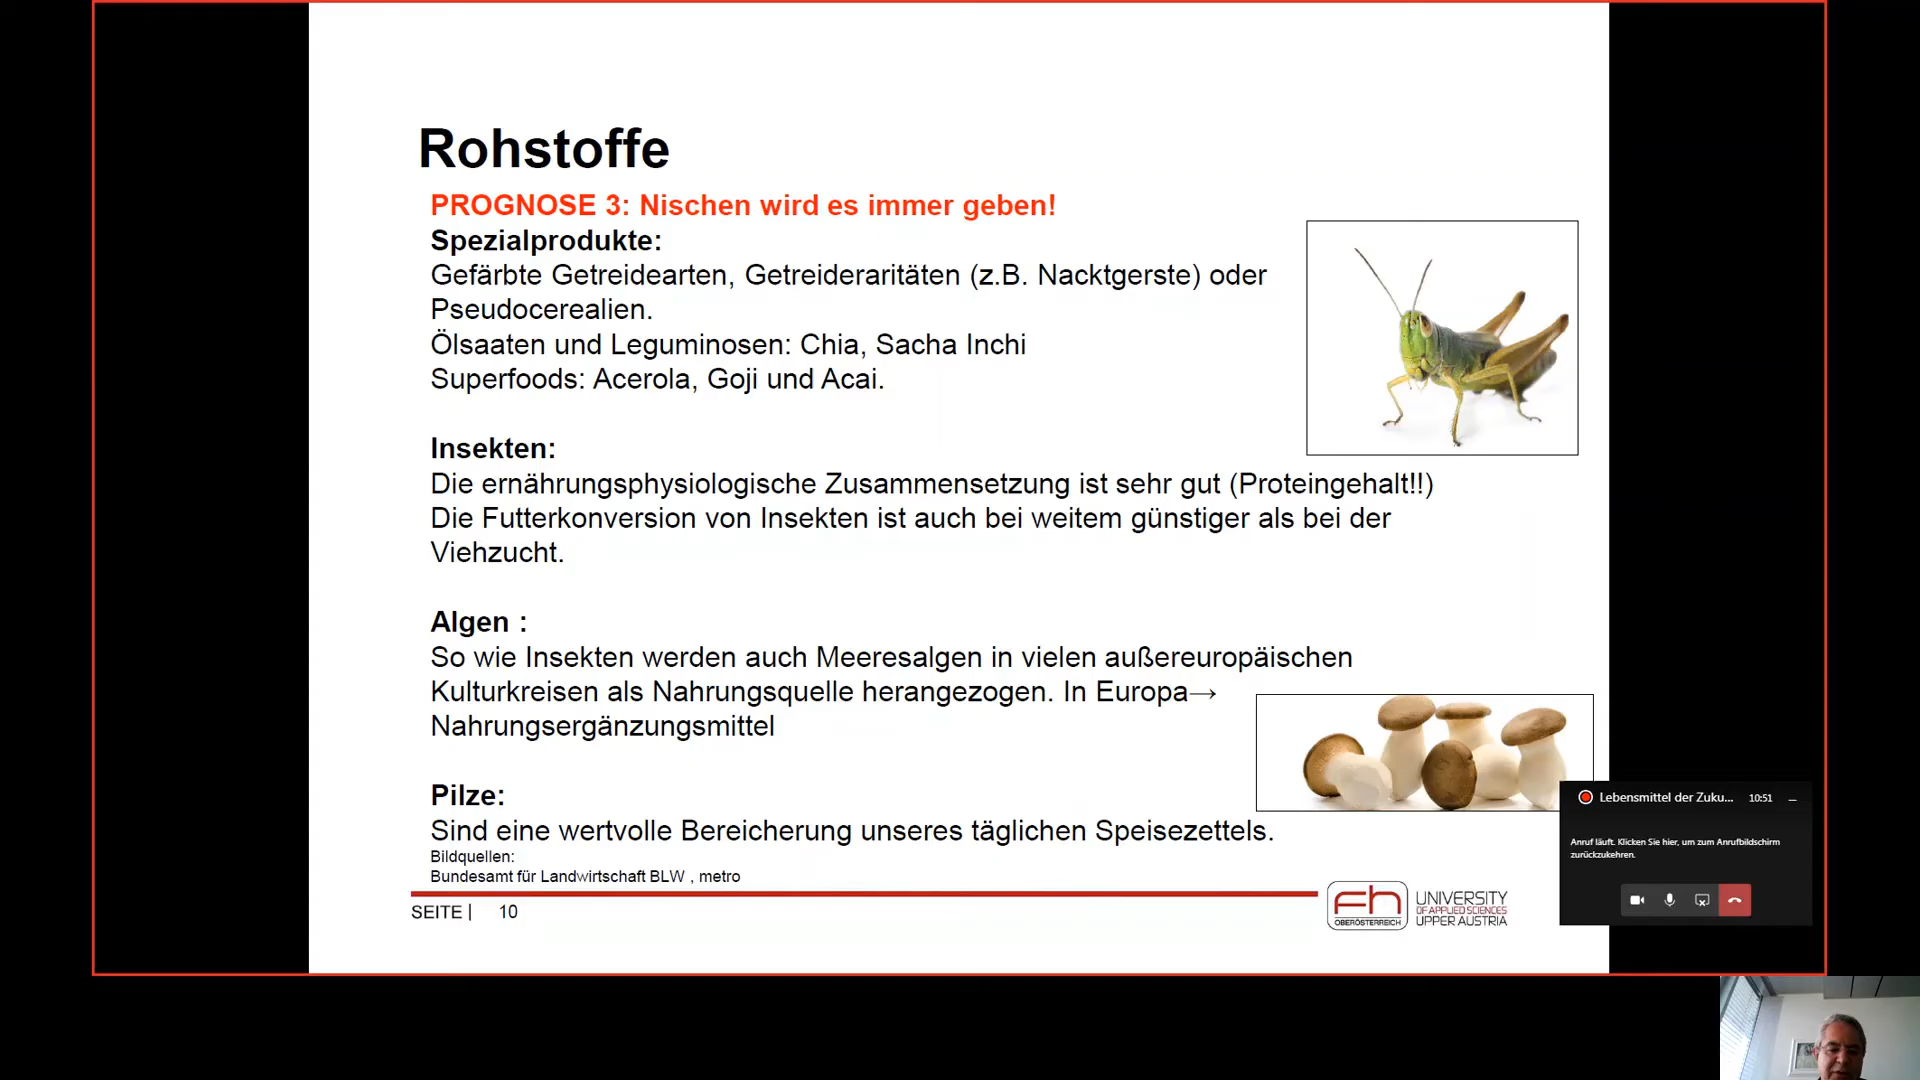 Rohstoffe
PROGNOSE 3: Nischen wird es immer geben!
Spezialprodukte:
Gefärbte Getreidearten, Getreideraritäten (z.B. Nacktgerste) oder
Pseudocerealien.
Ölsaaten und Leguminosen: Chia, Sacha Inchi
Superfoods: Acerola, Goji und Acai.
Insekten:
Die ernährungsphysiologische Zusammensetzung ist sehr gut (Proteingehalt!!)
Die Futterkonversion von Insekten ist auch bei weitem günstiger als bei der
Viehzucht.
Algen :
So wie Insekten werden auch Meeresalgen in vielen außereuropäischen
Kulturkreisen als Nahrungsquelle herangezogen. In Europa→
Nahrungsergänzungsmittel
Pilze:
Sind eine wertvolle Bereicherung unseres täglichen Speisezettels.
Bildquellen:
Bundesamt für Landwirtschaft BLW , metro
SEITE | 10
fh
OBERÖSTERREICH
UNIVERSITY
OF APPLIED SCIENCES
UPPER AUSTRIA
Lebensmittel der Zuku... 10:51
Anruf läuft. Klicken Sie hier, um zum Anrufbildschirm
zurückzukehren.